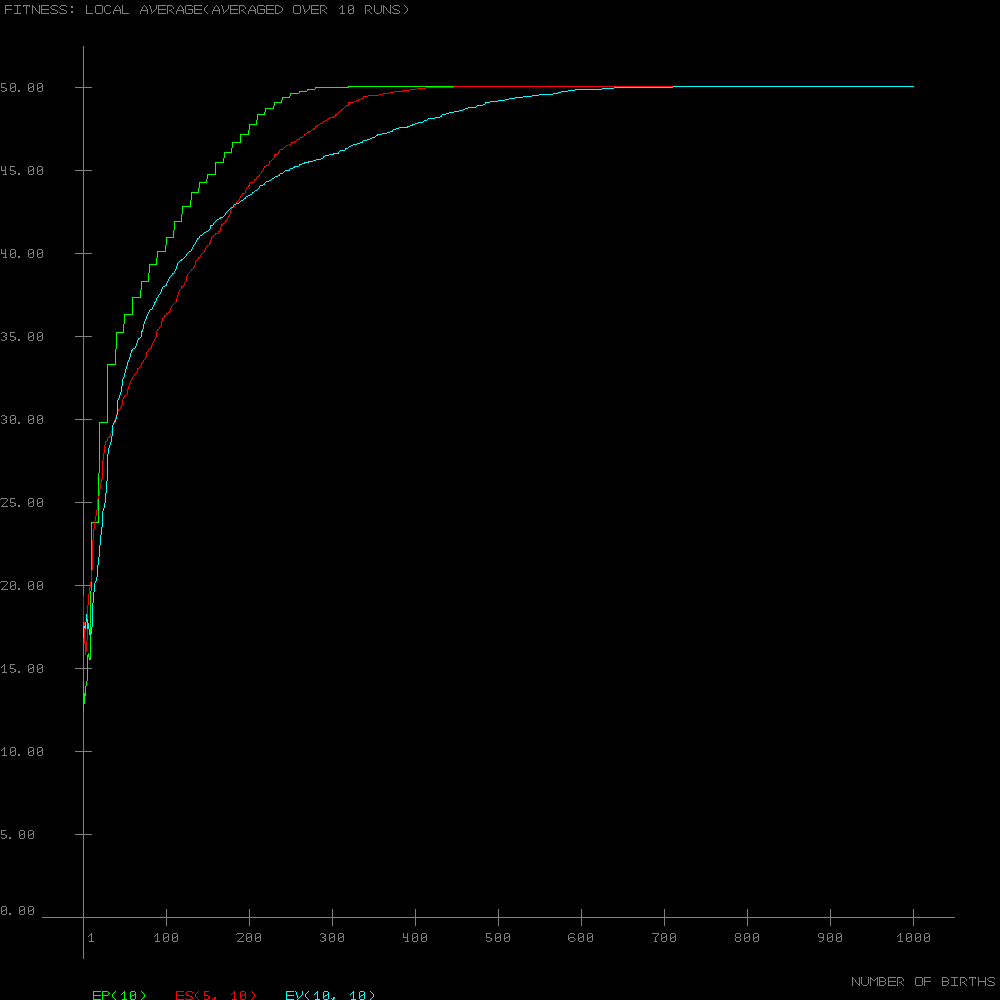 FITNESS: LOCAL AVERAGE(AVERAGED OVER 10 RUNS)
50.00
45.00
40.00
35.00
30.00
25.00
20.00
15.00
10.00
5.00
0.00
1 100 200 300 400 500 600 700 800 900 1000
NUMBER OF BIRTHS
EP(10) ES(5, 10) EV(10, 10)